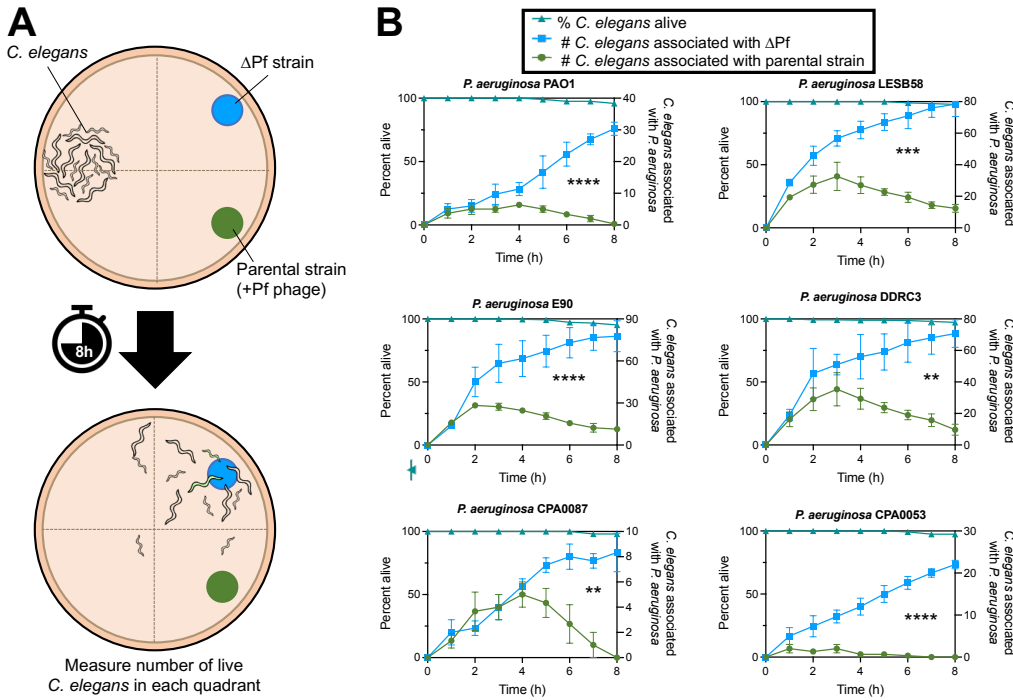 A
C. elegans
ΔPf strain
Parental strain
(+Pf phage)
8h
Measure number of live
C. elegans in each quadrant
B
% C. elegans alive
# C. elegans associated with ΔPf
# C. elegans associated with parental strain
P. aeruginosa PAO1
Percent alive
100
50
0
40
30
20
10
0
C. elegans associated
with P. aeruginosa
****
0 2 4 6 8
Time (h)
P. aeruginosa LESB58
Percent alive
100
50
0
80
60
40
20
0
C. elegans associated
with P. aeruginosa
***
0 2 4 6 8
Time (h)
P. aeruginosa E90
Percent alive
100
50
0
90
60
30
0
C. elegans associated
with P. aeruginosa
****
0 2 4 6 8
Time (h)
P. aeruginosa DDRC3
Percent alive
100
50
0
80
60
40
20
0
C. elegans associated
with P. aeruginosa
**
0 2 4 6 8
Time (h)
P. aeruginosa CPA0087
Percent alive
100
50
0
10
8
6
4
2
0
C. elegans associated
with P. aeruginosa
**
0 2 4 6 8
Time (h)
P. aeruginosa CPA0053
Percent alive
100
50
0
30
20
10
0
C. elegans associated
with P. aeruginosa
****
0 2 4 6 8
Time (h)